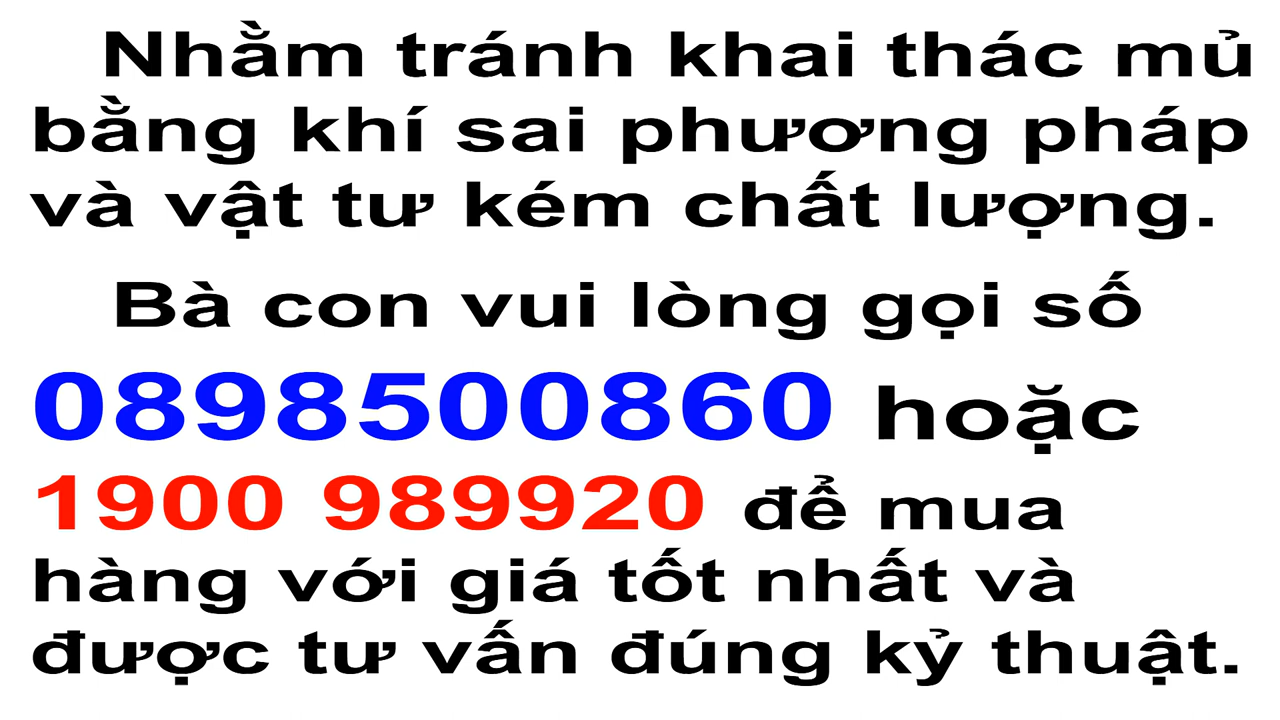 Nhằm tránh khai thác mủ
bằng khí sai phương pháp
và vật tư kém chất lượng.
Bà con vui lòng gọi số
0898500860 hoặc
1900 989920 để mua
hàng với giá tốt nhất và
được tư vấn đúng kỷ thuật.